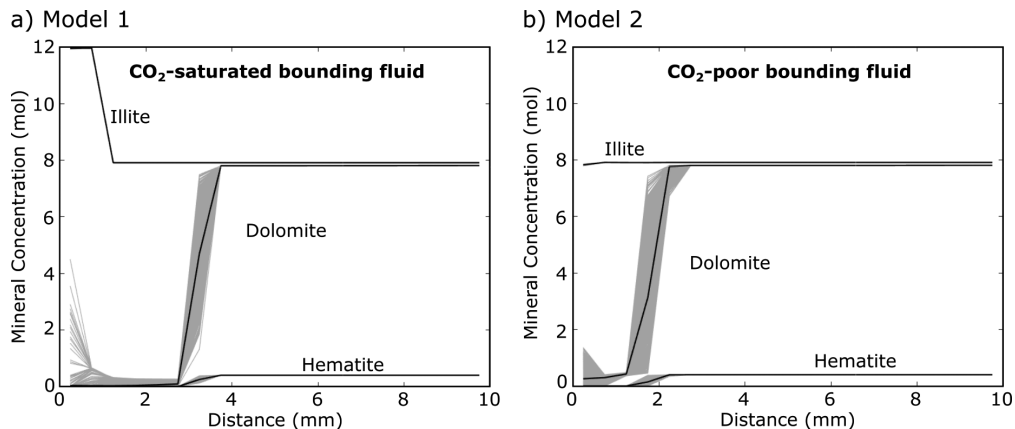 a) Model 1
CO₂-saturated bounding fluid
Illite
Dolomite
Hematite
Mineral Concentration (mol)
12
10
8
6
4
2
0
0 2 4 6 8 10
Distance (mm)
b) Model 2
CO₂-poor bounding fluid
Illite
Dolomite
Hematite
Mineral Concentration (mol)
12
10
8
6
4
2
0
0 2 4 6 8 10
Distance (mm)